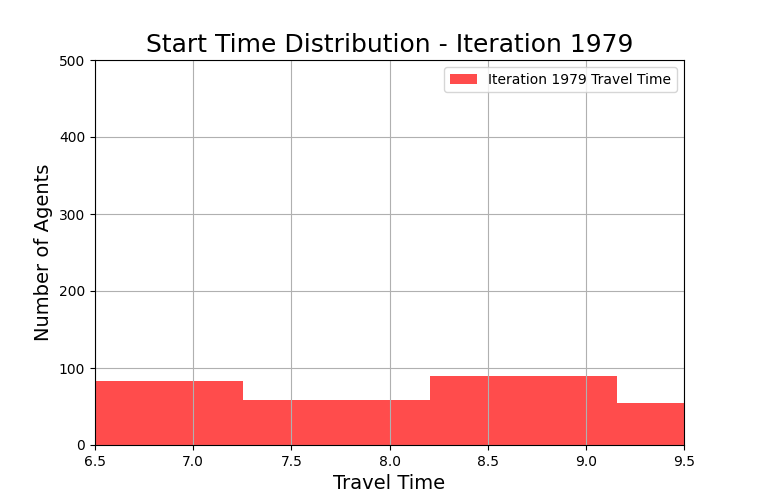 Start Time Distribution - Iteration 1979
Iteration 1979 Travel Time
Number of Agents
500
400
300
200
100
0
6.5 7.0 7.5 8.0 8.5 9.0 9.5
Travel Time